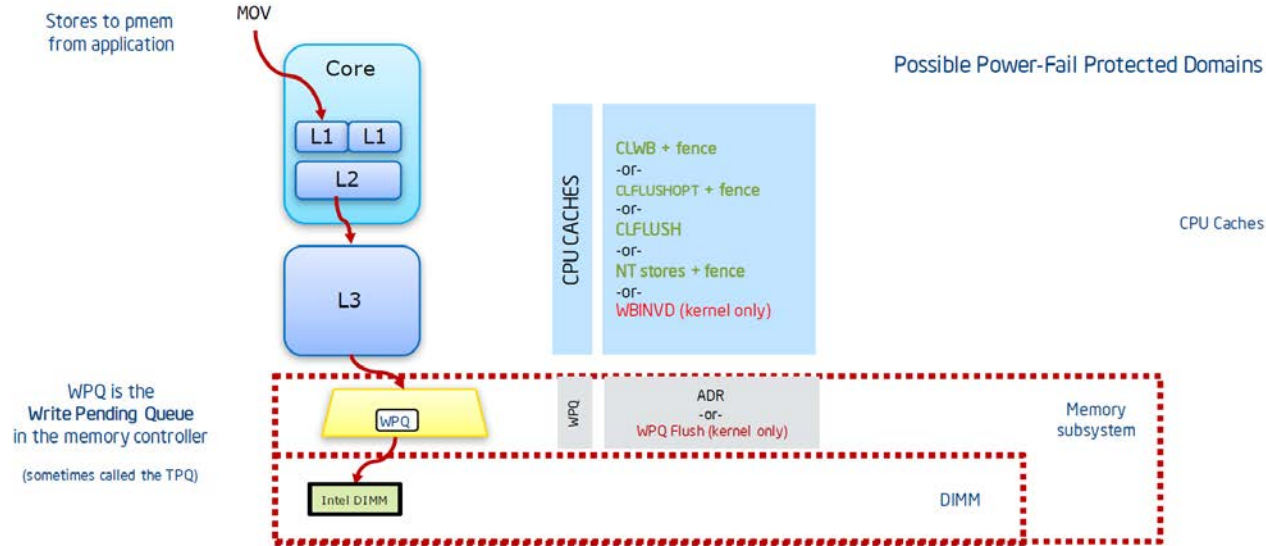 Stores to pmem
from application
MOV
Core
L1
L1
L2
L3
Possible Power-Fail Protected Domains
CPU CACHES
CLWB + fence
-or-
CLFLUSHOPT + fence
-or-
CLFLUSH
-or-
NT stores + fence
-or-
WBINVD (kernel only)
CPU Caches
WPQ is the
Write Pending Queue
in the memory controller
(sometimes called the TPQ)
WPQ
WPQ
ADR
-or-
WPQ Flush (kernel only)
Memory
subsystem
Intel DIMM
DIMM